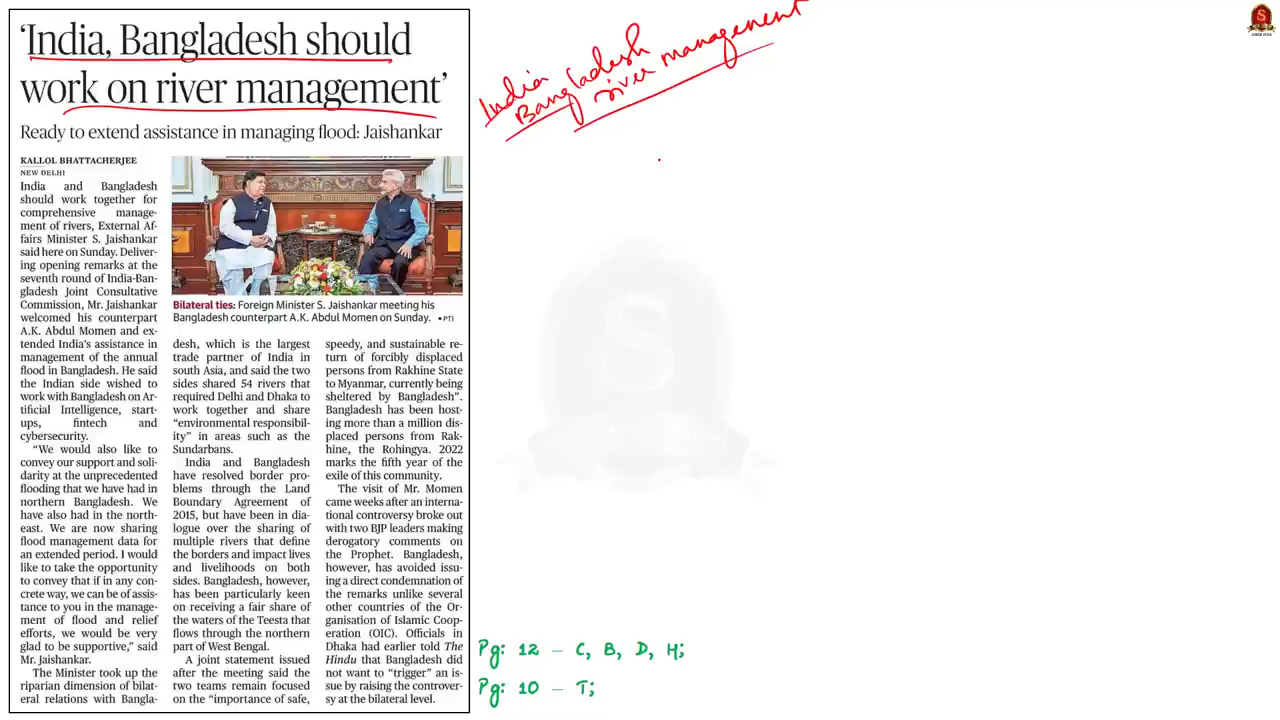 ‘India, Bangladesh should
work on river management’
Ready to extend assistance in managing flood: Jaishankar
KALLOL BHATTACHERJEE
NEW DELHI
India and Bangladesh
should work together for
comprehensive manage-
ment of rivers, External Af-
fairs Minister S. Jaishankar
said here on Sunday. Deliver-
ing opening remarks at the
seventh round of India-Ban-
gladesh Joint Consultative
Commission, Mr. Jaishankar
welcomed his counterpart
A.K. Abdul Momen and ex-
tended India’s assistance in
management of the annual
flood in Bangladesh. He said
the Indian side wished to
work with Bangladesh on Ar-
tificial Intelligence, start-
ups, fintech and
cybersecurity.
“We would also like to
convey our support and soli-
darity at the unprecedented
flooding that we have had in
northern Bangladesh. We
have also had in the north-
east. We are now sharing
flood management data for
an extended period. I would
like to take the opportunity
to convey that if in any con-
crete way, we can be of assis-
tance to you in the manage-
ment of flood and relief
efforts, we would be very
glad to be supportive,” said
Mr. Jaishankar.
The Minister took up the
riparian dimension of bilat-
eral relations with Bangla-
Bilateral ties: Foreign Minister S. Jaishankar meeting his
Bangladesh counterpart A.K. Abdul Momen on Sunday. • PTI
desh, which is the largest
trade partner of India in
south Asia, and said the two
sides shared 54 rivers that
required Delhi and Dhaka to
work together and share
“environmental responsibil-
ity” in areas such as the
Sundarbans.
India and Bangladesh
have resolved border pro-
blems through the Land
Boundary Agreement of
2015, but have been in dia-
logue over the sharing of
multiple rivers that define
the borders and impact lives
and livelihoods on both
sides. Bangladesh, however,
has been particularly keen
on receiving a fair share of
the waters of the Teesta that
flows through the northern
part of West Bengal.
A joint statement issued
after the meeting said the
two teams remain focused
on the “importance of safe,
speedy, and sustainable re-
turn of forcibly displaced
persons from Rakhine State
to Myanmar, currently being
sheltered by Bangladesh”.
Bangladesh has been host-
ing more than a million dis-
placed persons from Rak-
hine, the Rohingya. 2022
marks the fifth year of the
exile of this community.
The visit of Mr. Momen
came weeks after an interna-
tional controversy broke out
with two BJP leaders making
derogatory comments on
the Prophet. Bangladesh,
however, has avoided issu-
ing a direct condemnation of
the remarks unlike several
other countries of the Or-
ganisation of Islamic Coop-
eration (OIC). Officials in
Dhaka had earlier told The
Hindu that Bangladesh did
not want to “trigger” an is-
sue by raising the controver-
sy at the bilateral level.
India
Bangladesh
river management
Pg: 12 – C, B, D, H;
Pg: 10 – T;